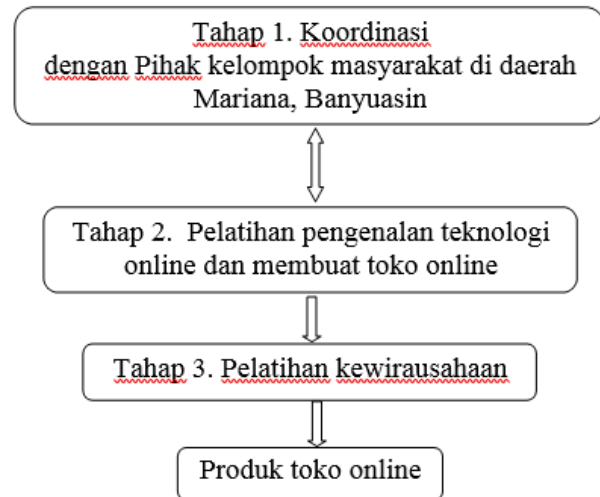 Tahap 1. Koordinasi
dengan Pihak kelompok masyarakat di daerah
Mariana, Banyuasin
Tahap 2.  Pelatihan pengenalan teknologi
online dan membuat toko online
Tahap 3. Pelatihan kewirausahaan
Produk toko online